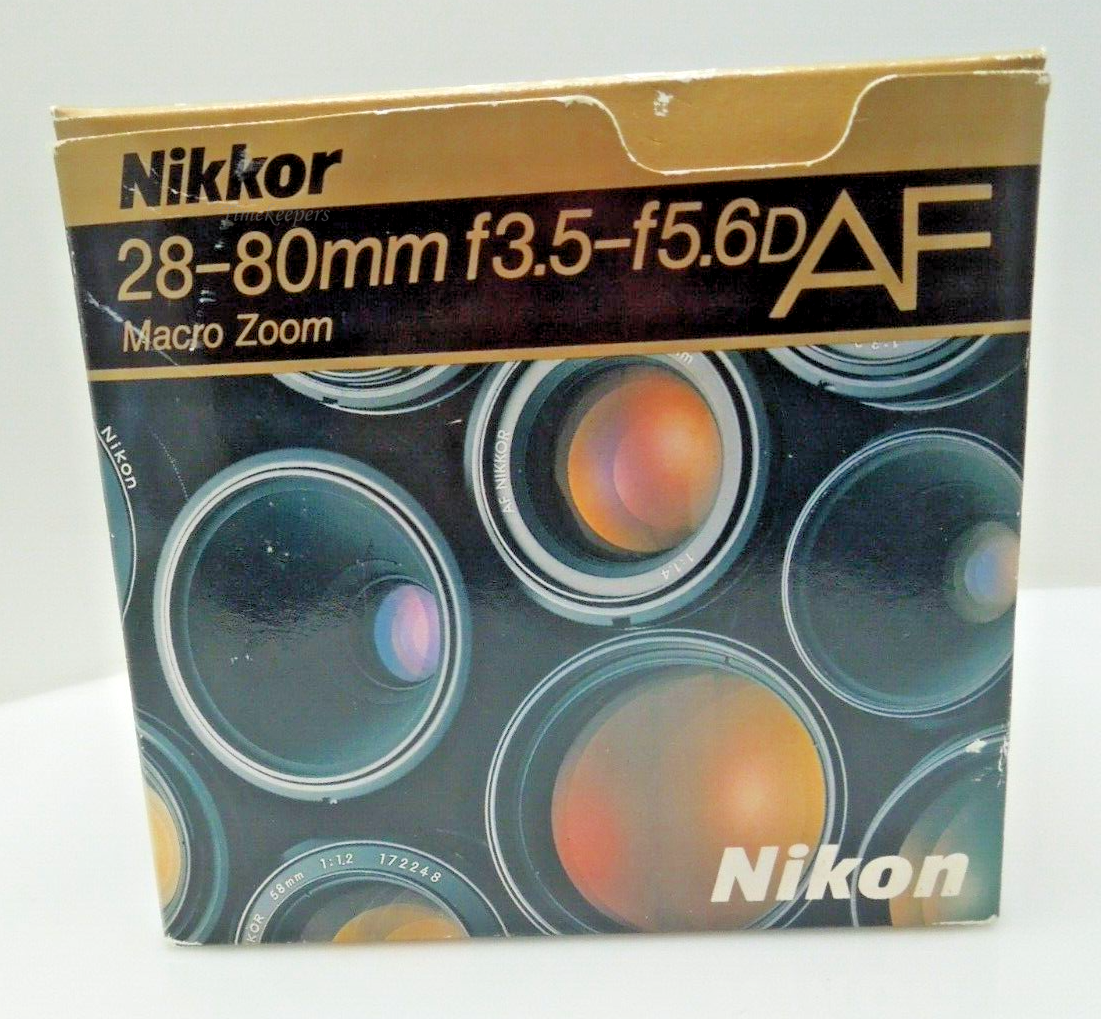 Nikkor
Timekeepers
28-80mm f3.5-f5.6D AF
Macro Zoom
Nikon
AF NIKKOR
1:1.4
58mm 1:1.2 172248
Nikon